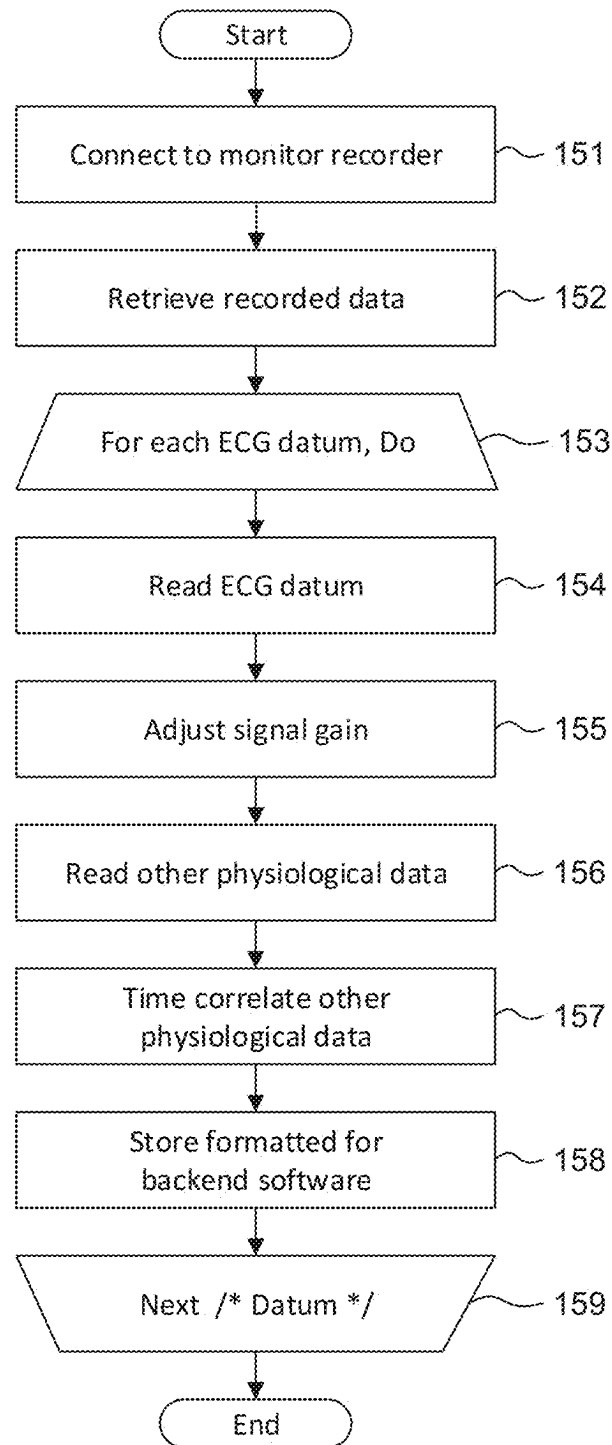 Start
Connect to monitor recorder
151
Retrieve recorded data
152
For each ECG datum, Do
153
Read ECG datum
154
Adjust signal gain
155
Read other physiological data
156
Time correlate other
physiological data
157
Store formatted for
backend software
158
Next /* Datum */
159
End